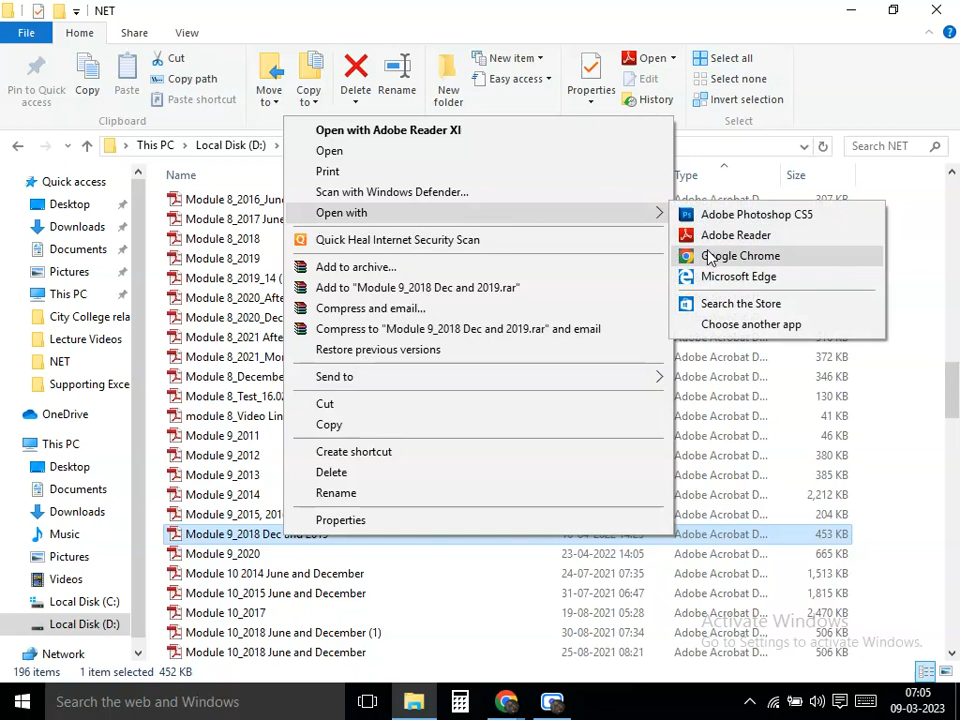 NET
File Home Share View
Pin to Quick access
Copy
Paste
Cut
Copy path
Paste shortcut
Clipboard
Move to
Copy to
Delete
Rename
New folder
New item
Easy access
Properties
Open
Edit
History
Select all
Select none
Invert selection
Select
This PC
Local Disk (D:)
Search NET
Name Type Size
Quick access
Desktop
Downloads
Documents
Pictures
This PC
City College rela
Lecture Videos
NET
Supporting Exce
OneDrive
This PC
Desktop
Documents
Downloads
Music
Pictures
Videos
Local Disk (C:)
Local Disk (D:)
Network
Module 8_2016_June
Module 8_2017 June
Module 8_2018
Module 8_2019
Module 8_2019_14 (
Module 8_2020_Afte
Module 8_2020_Dec
Module 8_2021 Afte
Module 8_2021_Mo
Module 8_December
Module 8_Test_16.02
module 8_Video Lin
Module 9_2011
Module 9_2012
Module 9_2013
Module 9_2014
Module 9_2015, 201
Module 9_2018 Dec and 2019
Module 9_2020 23-04-2022 14:05 Adobe Acrobat D... 665 KB
Module 10 2014 June and December 24-07-2021 07:35 Adobe Acrobat D... 1,513 KB
Module 10_2015 June and December 31-07-2021 06:47 Adobe Acrobat D... 1,815 KB
Module 10_2017 19-08-2021 05:28 Adobe Acrobat D... 2,470 KB
Module 10_2018 June and December (1) 30-08-2021 07:34 Adobe Acrobat D... 506 KB
Module 10_2018 June and December 25-08-2021 08:21 Adobe Acrobat D... 506 KB
Open with Adobe Reader XI
Open
Print
Scan with Windows Defender...
Open with
Quick Heal Internet Security Scan
Add to archive...
Add to "Module 9_2018 Dec and 2019.rar"
Compress and email...
Compress to "Module 9_2018 Dec and 2019.rar" and email
Restore previous versions
Send to
Cut
Copy
Create shortcut
Delete
Rename
Properties
Adobe Photoshop CS5
Adobe Reader
Google Chrome
Microsoft Edge
Search the Store
Choose another app
Adobe Acrobat D... 372 KB
Adobe Acrobat D... 346 KB
Adobe Acrobat D... 130 KB
Adobe Acrobat D... 41 KB
Adobe Acrobat D... 46 KB
Adobe Acrobat D... 380 KB
Adobe Acrobat D... 385 KB
Adobe Acrobat D... 2,212 KB
Adobe Acrobat D... 204 KB
Adobe Acrobat D... 453 KB
Activate Windows
Go to Settings to activate Windows.
196 items 1 item selected 452 KB
Search the web and Windows
07:05
09-03-2023